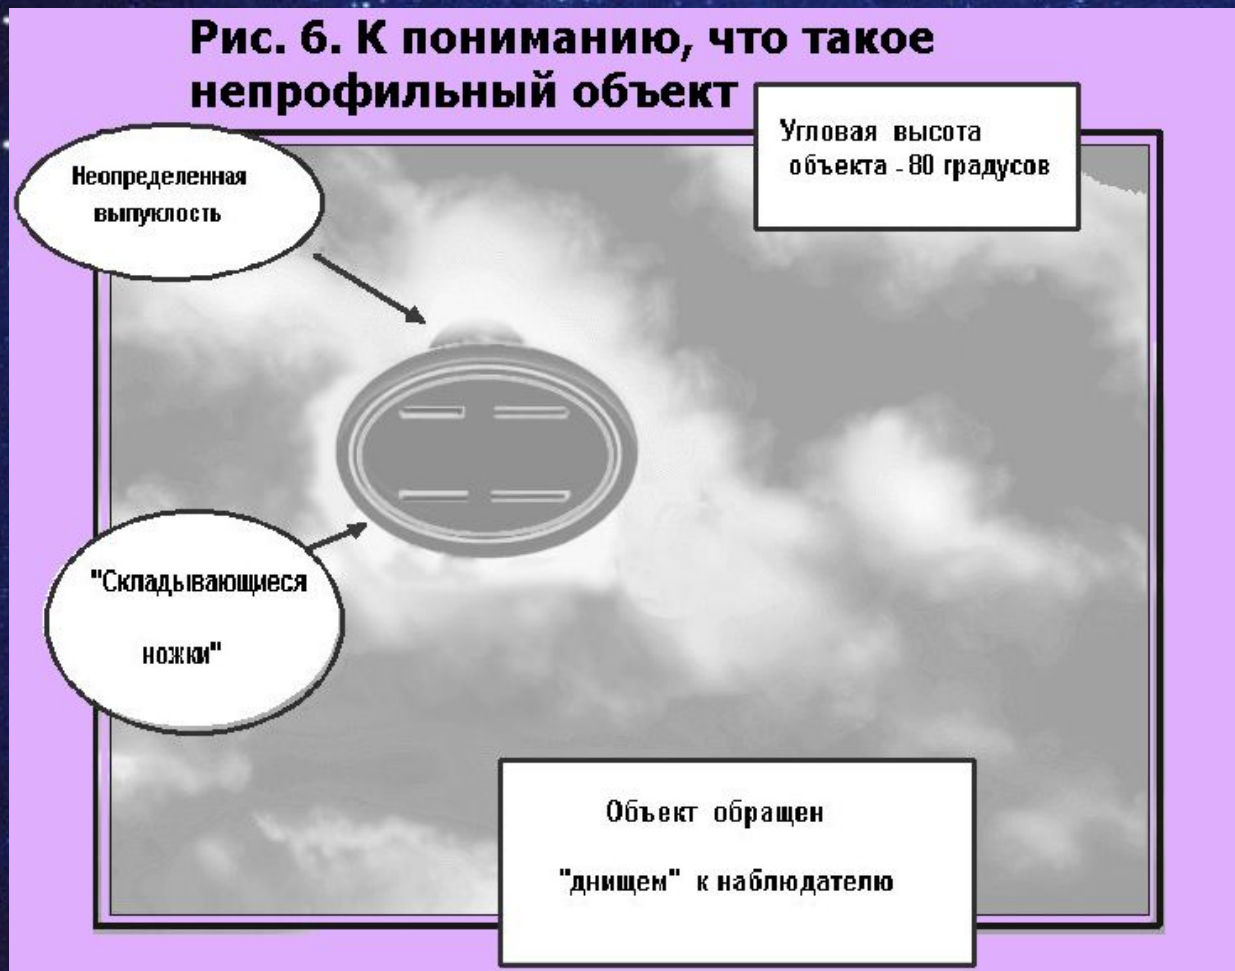 Рис. 6. К пониманию, что такое
непрофильный объект
Угловая высота
объекта - 80 градусов
Неопределенная
выпуклость
"Складывающиеся
ножки"
Объект обращен
"днищем" к наблюдателю